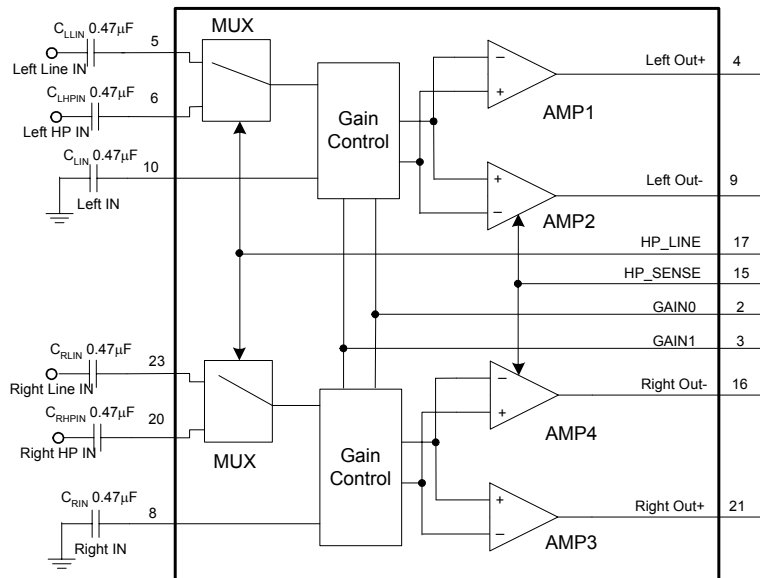 MUX
CLLIN 0.47µF
5
Left Line IN
CLHPIN 0.47µF
6
Left HP IN
CLIN 0.47µF
10
Left IN
Gain
Control
−
+
AMP1
Left Out+
4
+
−
AMP2
Left Out-
9
HP_LINE
17
HP_SENSE
15
GAIN0
2
GAIN1
3
CRLIN 0.47µF
23
Right Line IN
CRHPIN 0.47µF
20
Right HP IN
MUX
CRIN 0.47µF
8
Right IN
Gain
Control
−
+
AMP4
Right Out-
16
+
−
AMP3
Right Out+
21